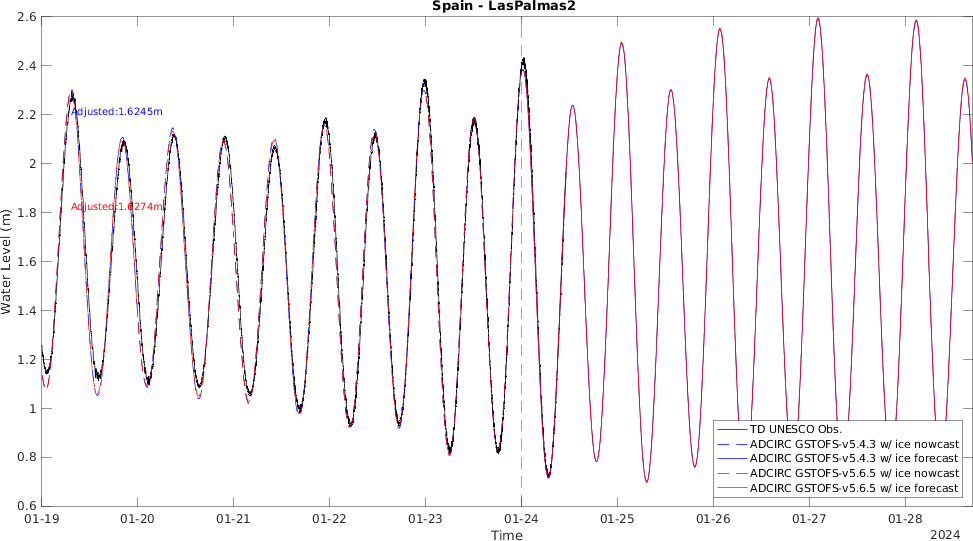 Spain - LasPalmas2
Water Level (m)
2.6
2.4
2.2
2
1.8
1.6
1.4
1.2
1
0.8
0.6
Adjusted:1.6245m
Adjusted:1.6274m
TD UNESCO Obs.
ADCIRC GSTOFS-v5.4.3 w/ ice nowcast
ADCIRC GSTOFS-v5.4.3 w/ ice forecast
ADCIRC GSTOFS-v5.6.5 w/ ice nowcast
ADCIRC GSTOFS-v5.6.5 w/ ice forecast
01-19 01-20 01-21 01-22 01-23 01-24 01-25 01-26 01-27 01-28
Time
2024